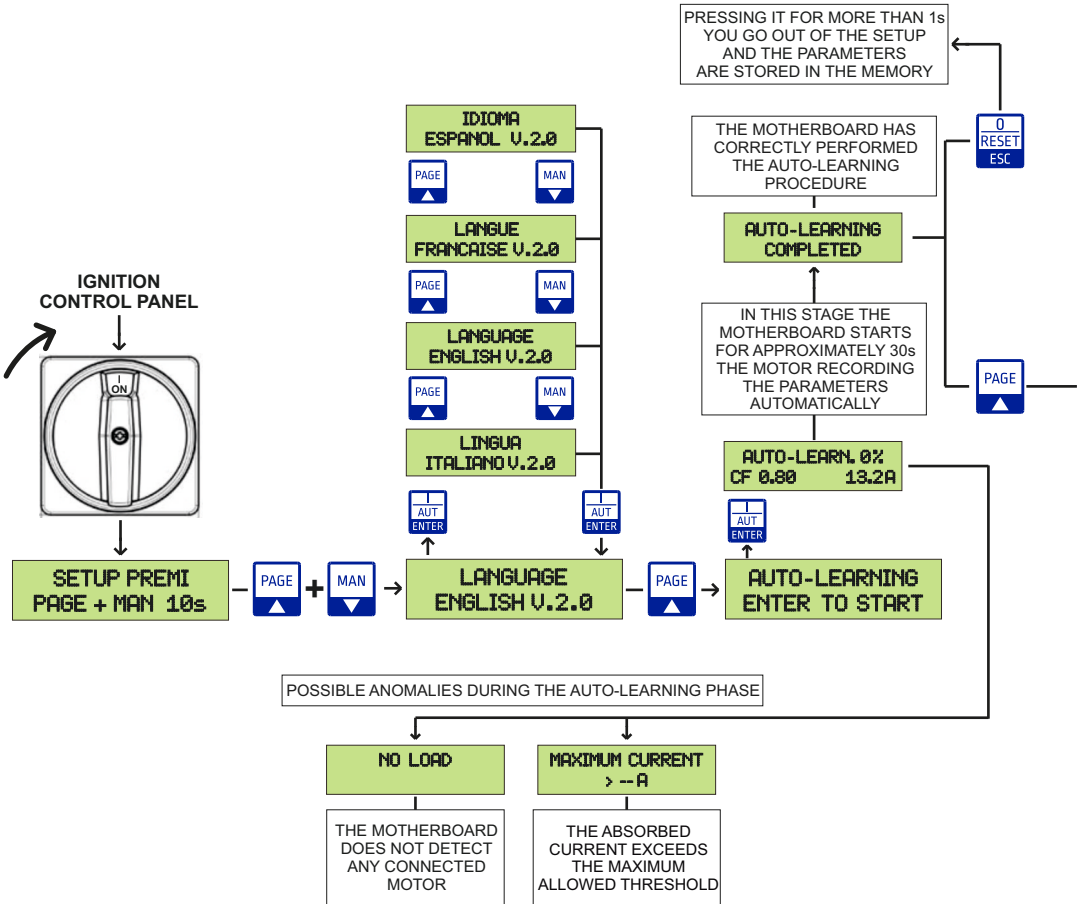 PRESSING IT FOR MORE THAN 1s
YOU GO OUT OF THE SETUP
AND THE PARAMETERS
ARE STORED IN THE MEMORY
0
RESET
ESC
IDIOMA
ESPANOL V.2.0
PAGE
MAN
LANGUE
FRANCAISE V.2.0
PAGE
MAN
LANGUAGE
ENGLISH V.2.0
PAGE
MAN
LINGUA
ITALIANO V.2.0
I
AUT
ENTER
I
AUT
ENTER
THE MOTHERBOARD HAS
CORRECTLY PERFORMED
THE AUTO-LEARNING
PROCEDURE
AUTO-LEARNING
COMPLETED
IN THIS STAGE THE
MOTHERBOARD STARTS
FOR APPROXIMATELY 30s
THE MOTOR RECORDING
THE PARAMETERS
AUTOMATICALLY
PAGE
AUTO-LEARN. 0%
CF 0.80 13.2A
I
AUT
ENTER
IGNITION
CONTROL PANEL
I
ON
SETUP PREMI
PAGE + MAN 10s
PAGE
+
MAN
LANGUAGE
ENGLISH V.2.0
PAGE
AUTO-LEARNING
ENTER TO START
POSSIBLE ANOMALIES DURING THE AUTO-LEARNING PHASE
NO LOAD
THE MOTHERBOARD
DOES NOT DETECT
ANY CONNECTED
MOTOR
MAXIMUM CURRENT
> --A
THE ABSORBED
CURRENT EXCEEDS
THE MAXIMUM
ALLOWED THRESHOLD